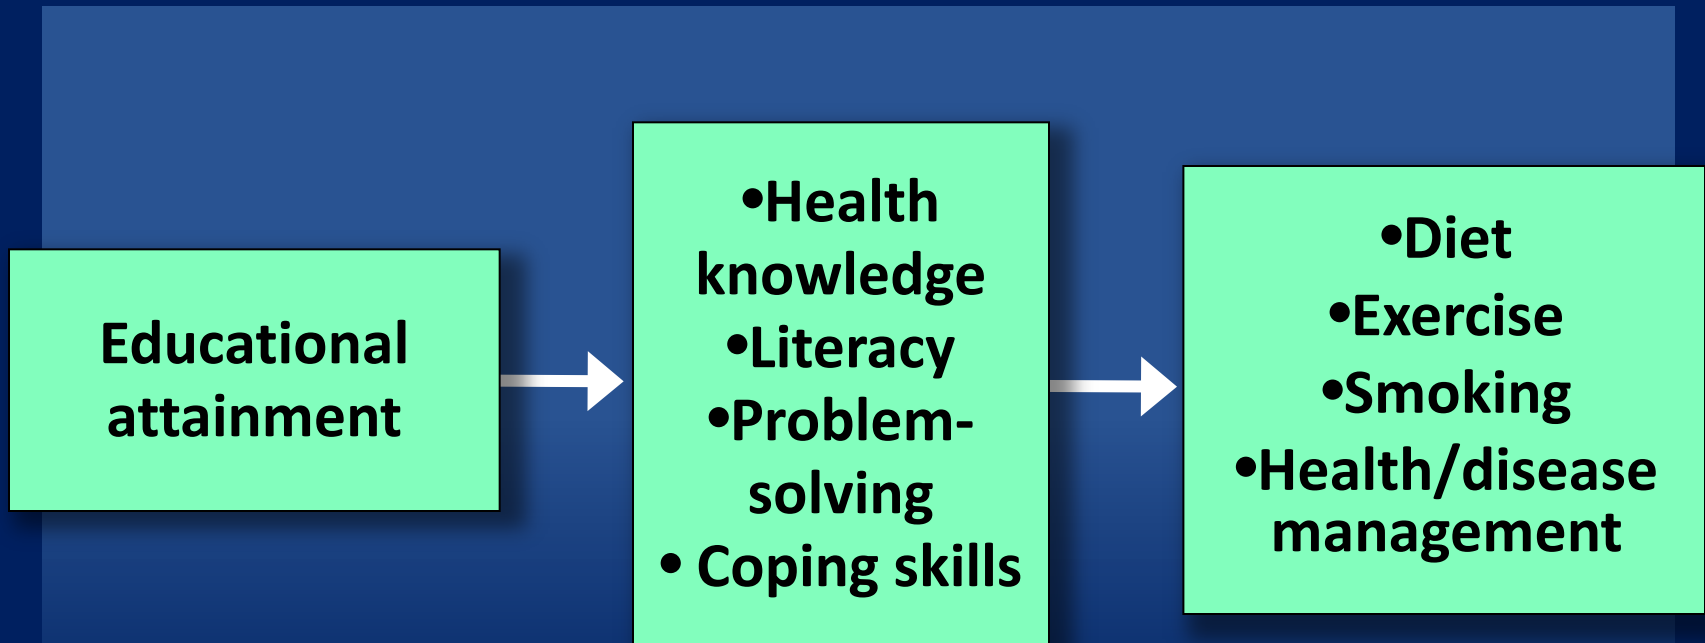 Educational
attainment
•Health
knowledge
•Literacy
•Problem-
solving
• Coping skills
•Diet
•Exercise
•Smoking
•Health/disease
management